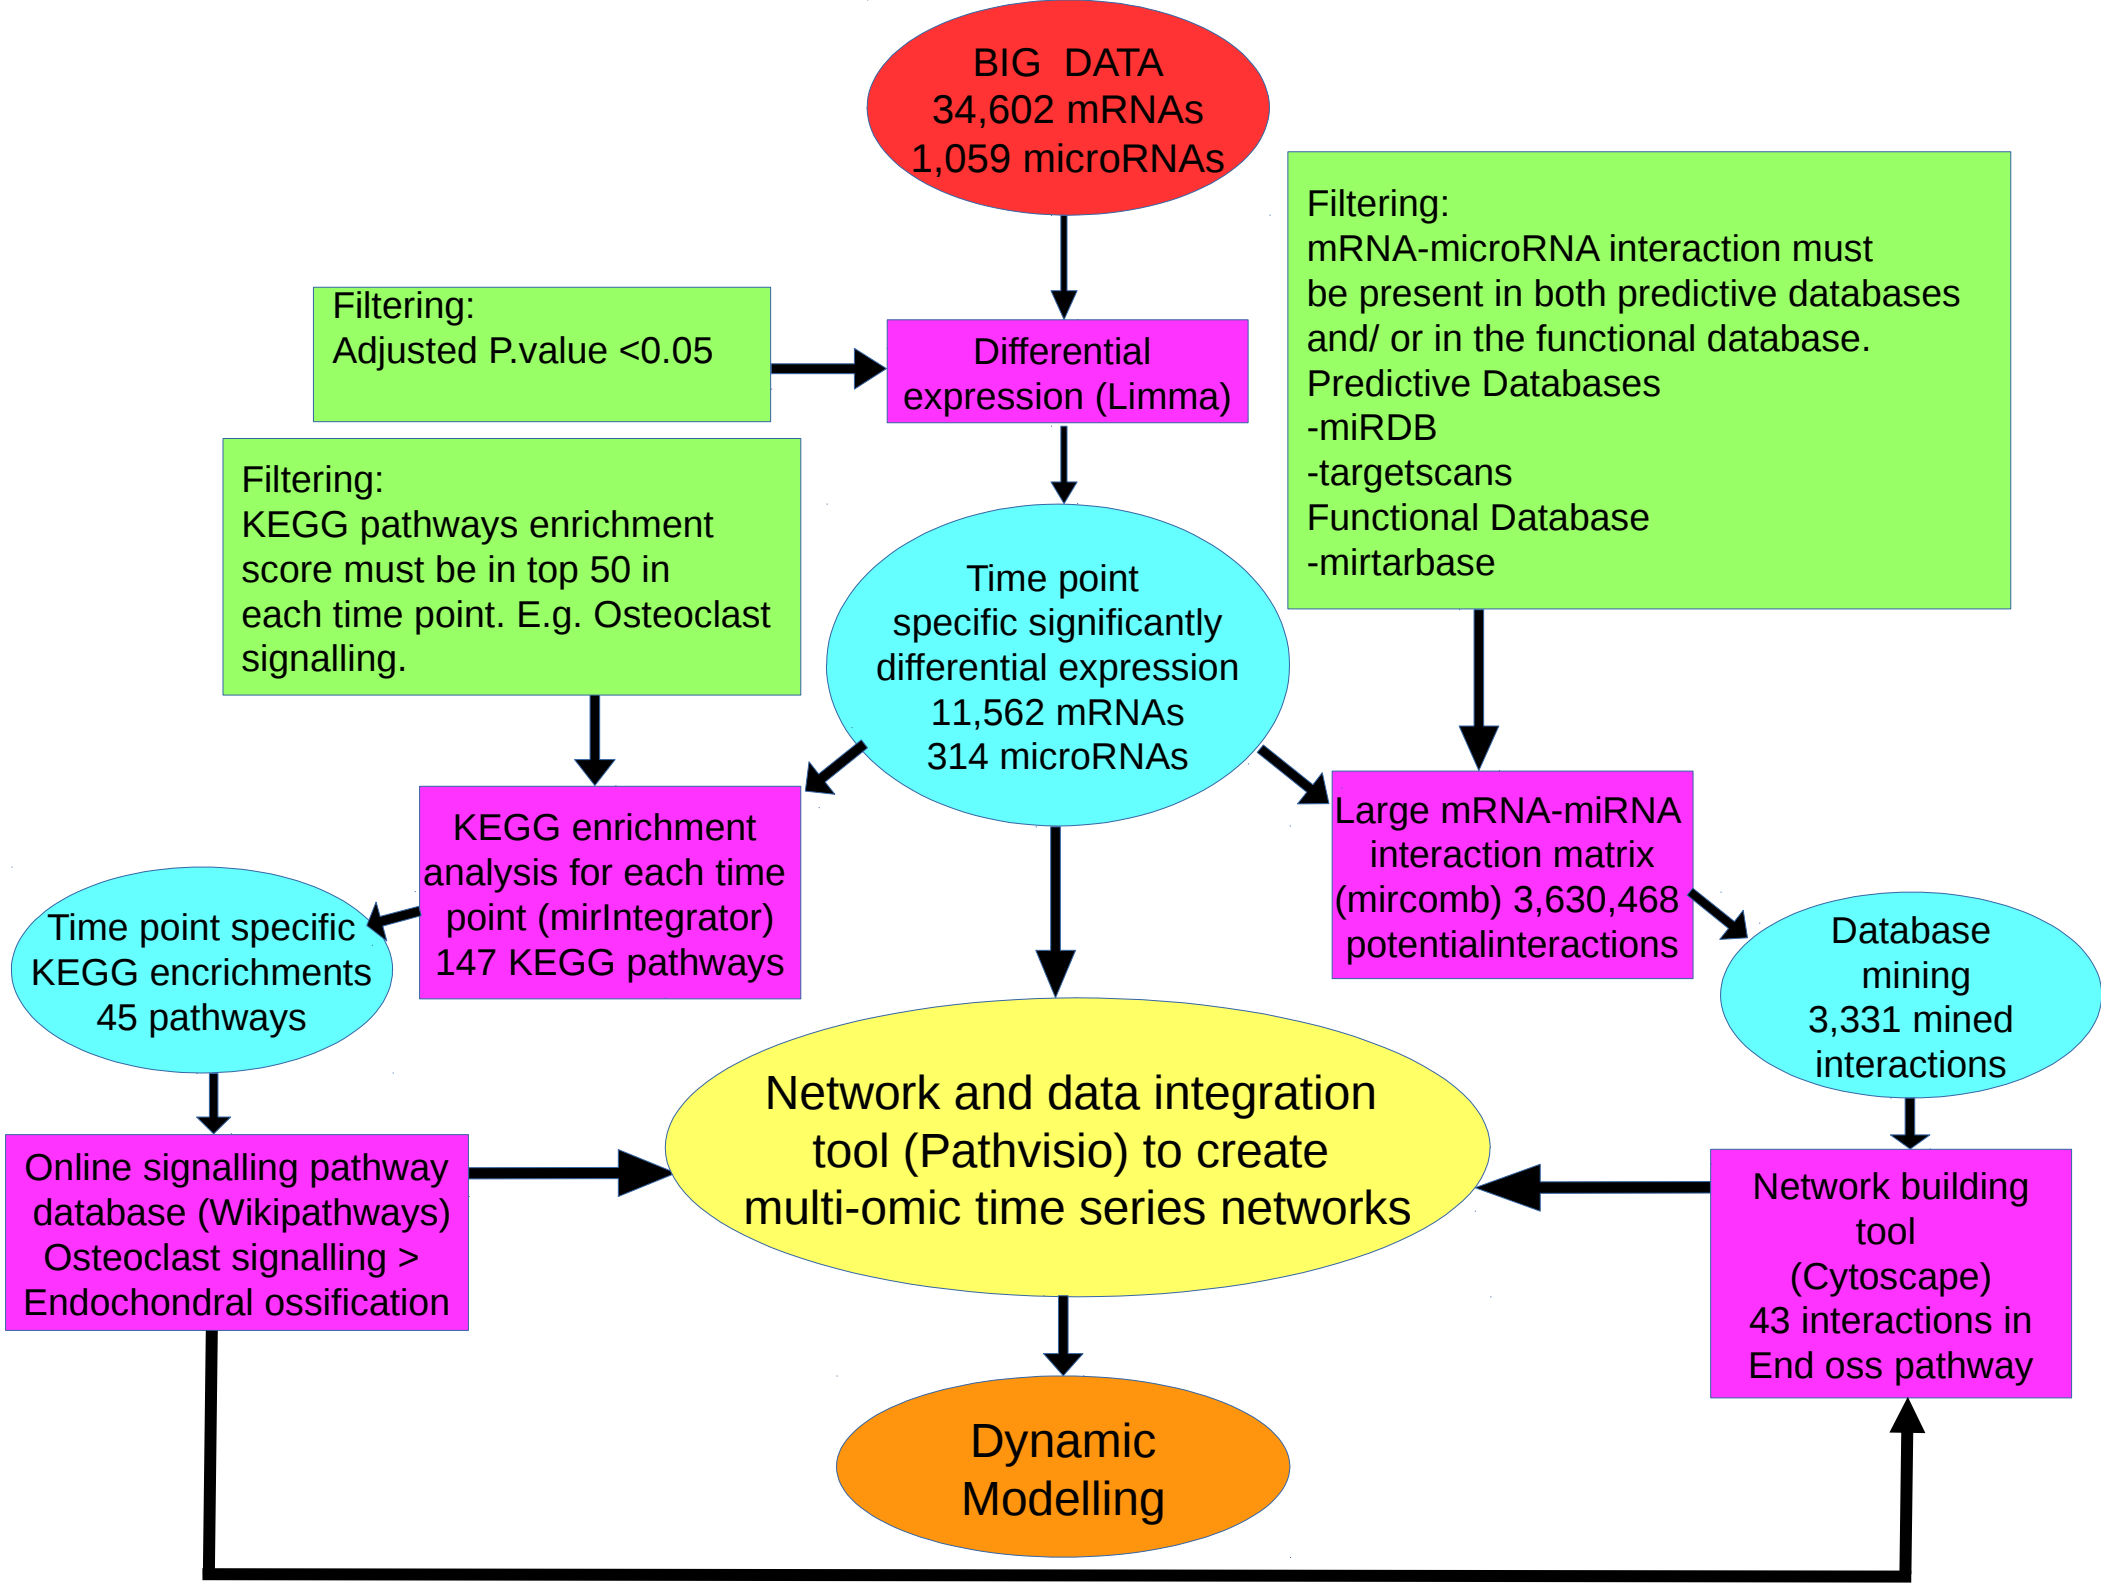 BIG DATA
34,602 mRNAs
1,059 microRNAs
Filtering:
mRNA-microRNA interaction must
be present in both predictive databases
and/ or in the functional database.
Predictive Databases
-miRDB
-targetscans
Functional Database
-mirtarbase
Filtering:
Adjusted P.value <0.05
Differential
expression (Limma)
Filtering:
KEGG pathways enrichment
score must be in top 50 in
each time point. E.g. Osteoclast
signalling.
Time point
specific significantly
differential expression
11,562 mRNAs
314 microRNAs
KEGG enrichment
analysis for each time
point (mirIntegrator)
147 KEGG pathways
Large mRNA-miRNA
interaction matrix
(mircomb) 3,630,468
potentialinteractions
Time point specific
KEGG encrichments
45 pathways
Database
mining
3,331 mined
interactions
Network and data integration
tool (Pathvisio) to create
multi-omic time series networks
Online signalling pathway
database (Wikipathways)
Osteoclast signalling >
Endochondral ossification
Network building
tool
(Cytoscape)
43 interactions in
End oss pathway
Dynamic
Modelling